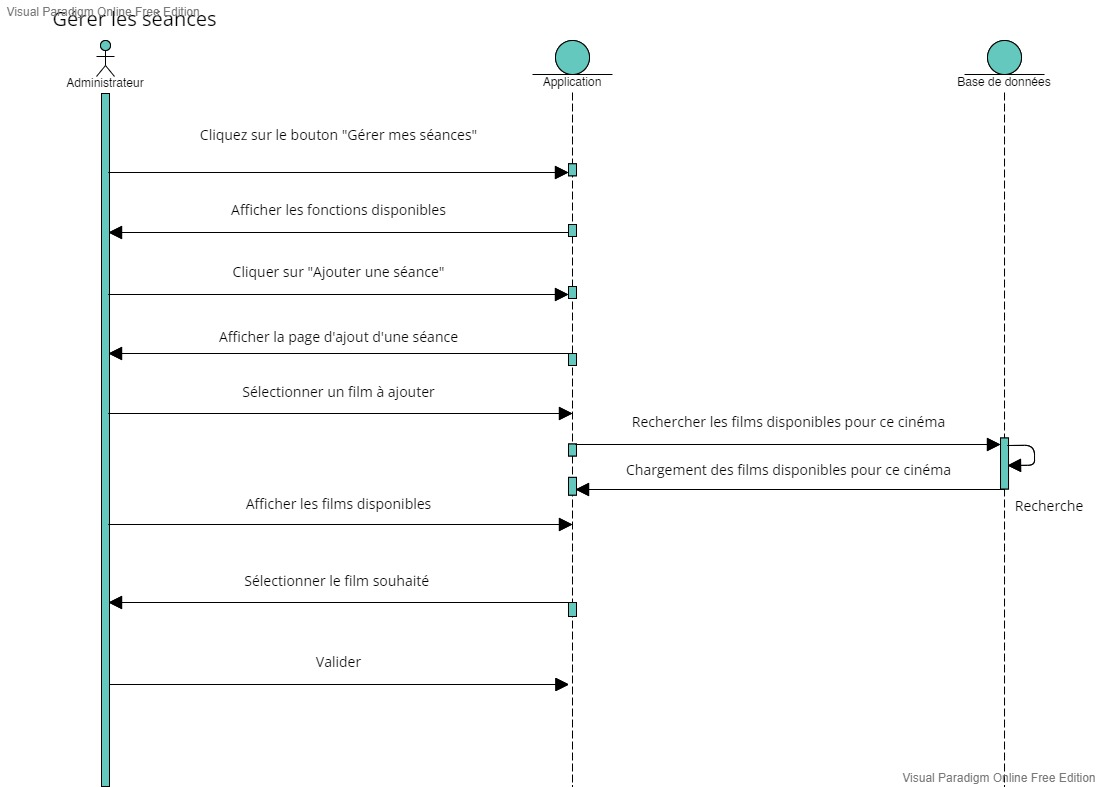 Visual Paradigm Online Free Edition
Gérer les séances
Administrateur
Application
Base de données
Cliquez sur le bouton "Gérer mes séances"
Afficher les fonctions disponibles
Cliquer sur "Ajouter une séance"
Afficher la page d'ajout d'une séance
Sélectionner un film à ajouter
Rechercher les films disponibles pour ce cinéma
Chargement des films disponibles pour ce cinéma
Afficher les films disponibles
Recherche
Sélectionner le film souhaité
Valider
Visual Paradigm Online Free Edition